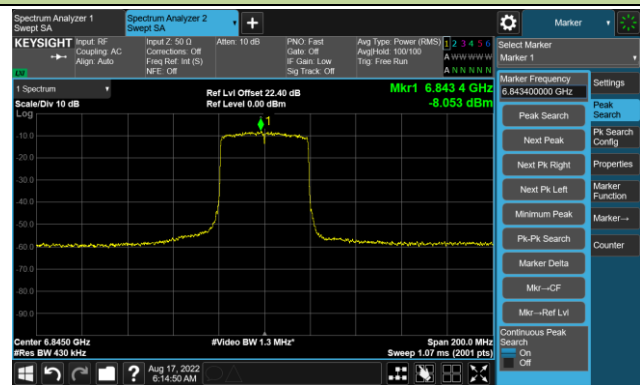 Spectrum Analyzer 1
Swept SA
Spectrum Analyzer 2
Swept SA
Marker
KEYSIGHT
Input: RF
Coupling: AC
Align: Auto
Input Z: 50 Ω
Corrections: Off
Freq Ref: Int (S)
NFE: Off
Atten: 10 dB
PNO: Fast
Gate: Off
IF Gain: Low
Sig Track: Off
Avg Type: Power (RMS)
Avg|Hold: 100/100
Trig: Free Run
1 2 3 4 5 6
A W W W W W
A N N N N N
LW
Select Marker
Marker 1
1 Spectrum
Scale/Div 10 dB
Log
Ref Lvl Offset 22.40 dB
Ref Level 0.00 dBm
Mkr1 6.843 4 GHz
-8.053 dBm
1
-10.0
-20.0
-30.0
-40.0
-50.0
-60.0
-70.0
-80.0
-90.0
Center 6.8450 GHz
#Res BW 430 kHz
#Video BW 1.3 MHz*
Span 200.0 MHz
Sweep 1.07 ms (2001 pts)
Marker Frequency
6.843400000 GHz
Peak Search
Next Peak
Next Pk Right
Next Pk Left
Minimum Peak
Pk-Pk Search
Marker Delta
Mkr→CF
Mkr→Ref Lvl
Continuous Peak
Search
On
Off
Settings
Peak
Search
Pk Search
Config
Properties
Marker
Function
Marker→
Counter
Aug 17, 2022
6:14:50 AM